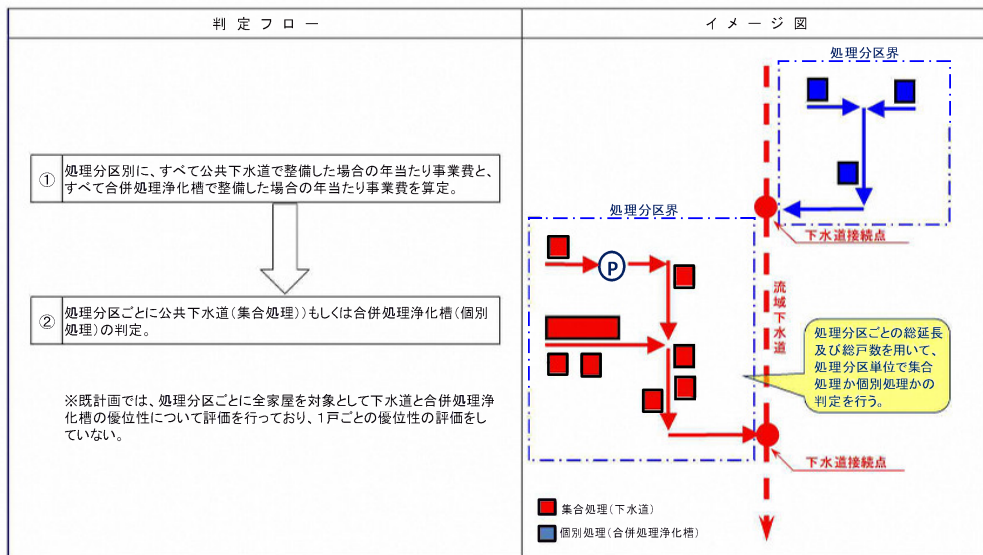 判定フロー
イメージ図
①
処理分区別に、すべて公共下水道で整備した場合の年当たり事業費と、
すべて合併処理浄化槽で整備した場合の年当たり事業費を算定。
②
処理分区ごとに公共下水道(集合処理))もしくは合併処理浄化槽(個別
処理)の判定。
※既計画では、処理分区ごとに全家屋を対象として下水道と合併処理浄
化槽の優位性について評価を行っており、1戸ごとの優位性の評価をし
ていない。
処理分区界
下水道接続点
処理分区界
P
流域下水道
処理分区ごとの総延長
及び総戸数を用いて、
処理分区単位で集合
処理か個別処理かの
判定を行う。
下水道接続点
集合処理(下水道)
個別処理(合併処理浄化槽)